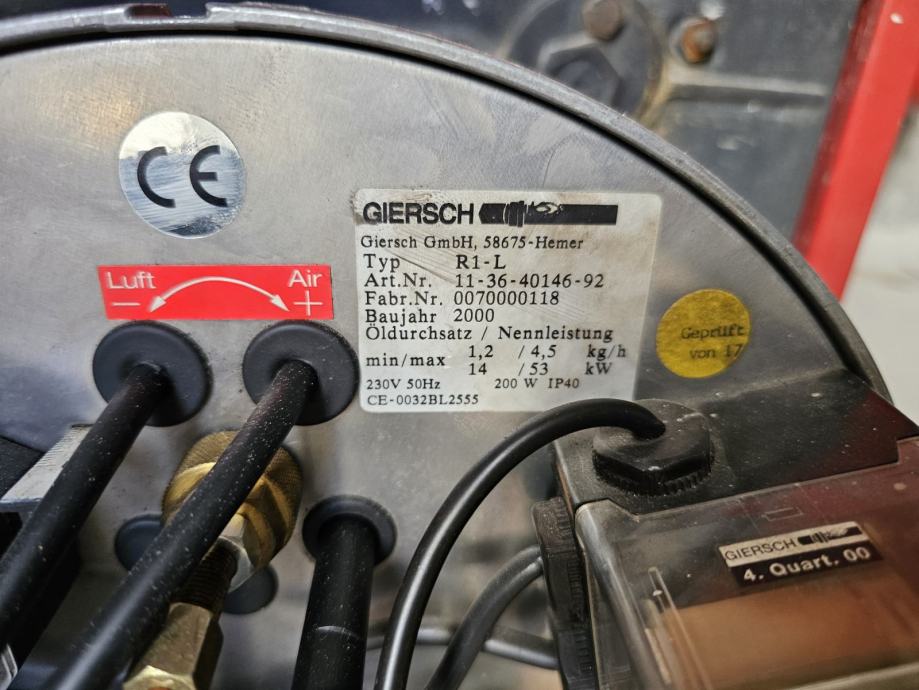 CE
Luft Air
− +
GIERSCH
Giersch GmbH, 58675-Hemer
Typ R1-L
Art.Nr. 11-36-40146-92
Fabr.Nr. 0070000118
Baujahr 2000
Öldurchsatz / Nennleistung
min/max 1,2 / 4,5 kg/h
14 / 53 kW
230V 50Hz 200 W IP40
CE-0032BL2555
Geprüft
von 17
GIERSCH
4. Quart. 00